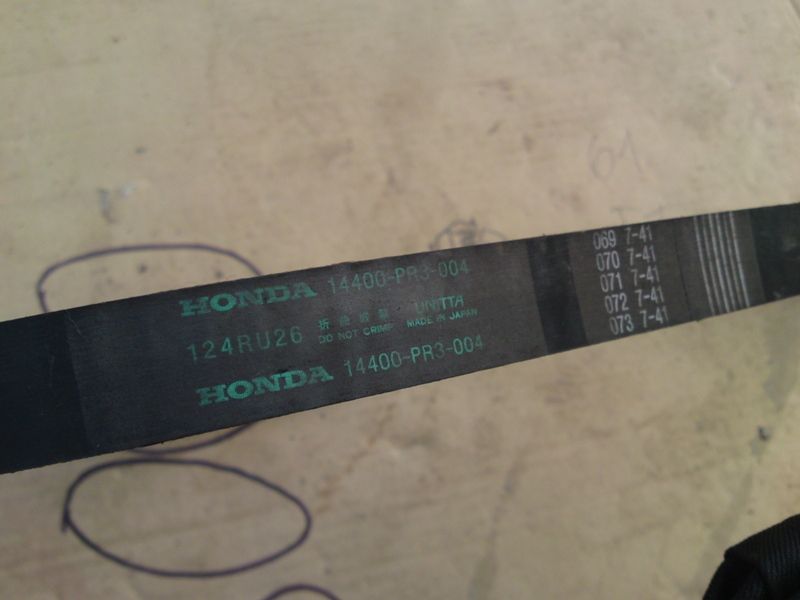 HONDA 14400-PR3-004
124RU26 折曲厳禁 UNITTA
DO NOT CRIMP MADE IN JAPAN
HONDA 14400-PR3-004
069 7-41
070 7-41
071 7-41
072 7-41
073 7-41
61